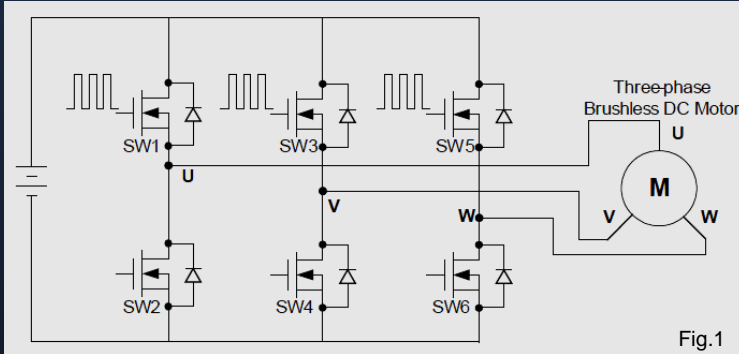 Three-phase
Brushless DC Motor
SW1
SW3
SW5
U
U
V
W
M
V
W
SW2
SW4
SW6
Fig.1